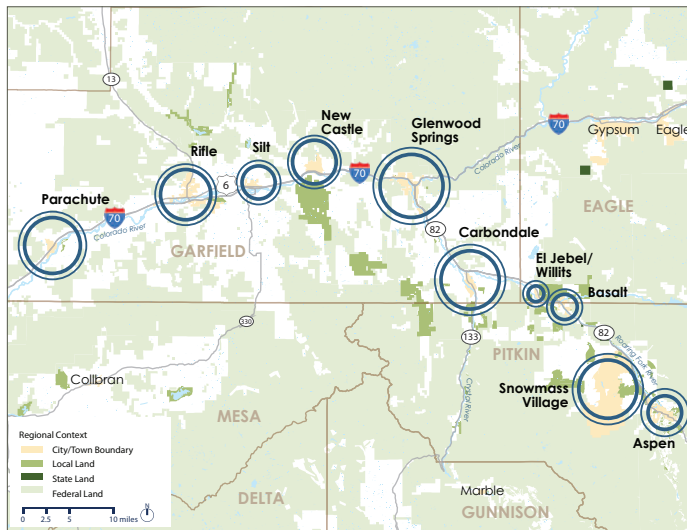 13
New
Castle
Glenwood
Springs
70
Gypsum
Eagle
Rifle
Silt
6
70
Colorado River
Parachute
70
Colorado River
GARFIELD
82
EAGLE
Carbondale
El Jebel/
Willits
Basalt
330
133
82
Roaring Fork River
PITKIN
Collbran
Crystal River
Snowmass
Village
MESA
Aspen
Regional Context
City/Town Boundary
Local Land
State Land
Federal Land
0 2.5 5 10 miles
N
DELTA
Marble
GUNNISON